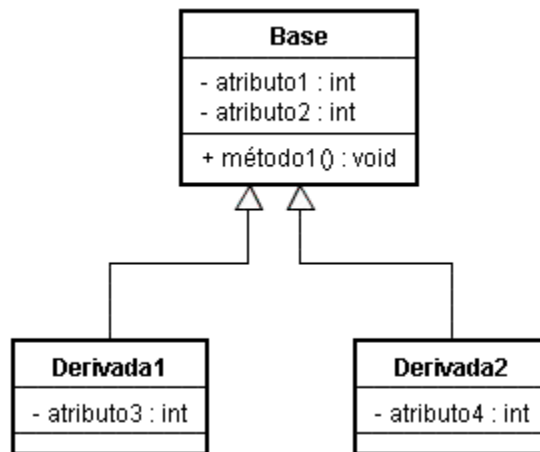 Base
- atributo1 : int
- atributo2 : int
+ método1() : void
Derivada1
- atributo3 : int
Derivada2
- atributo4 : int